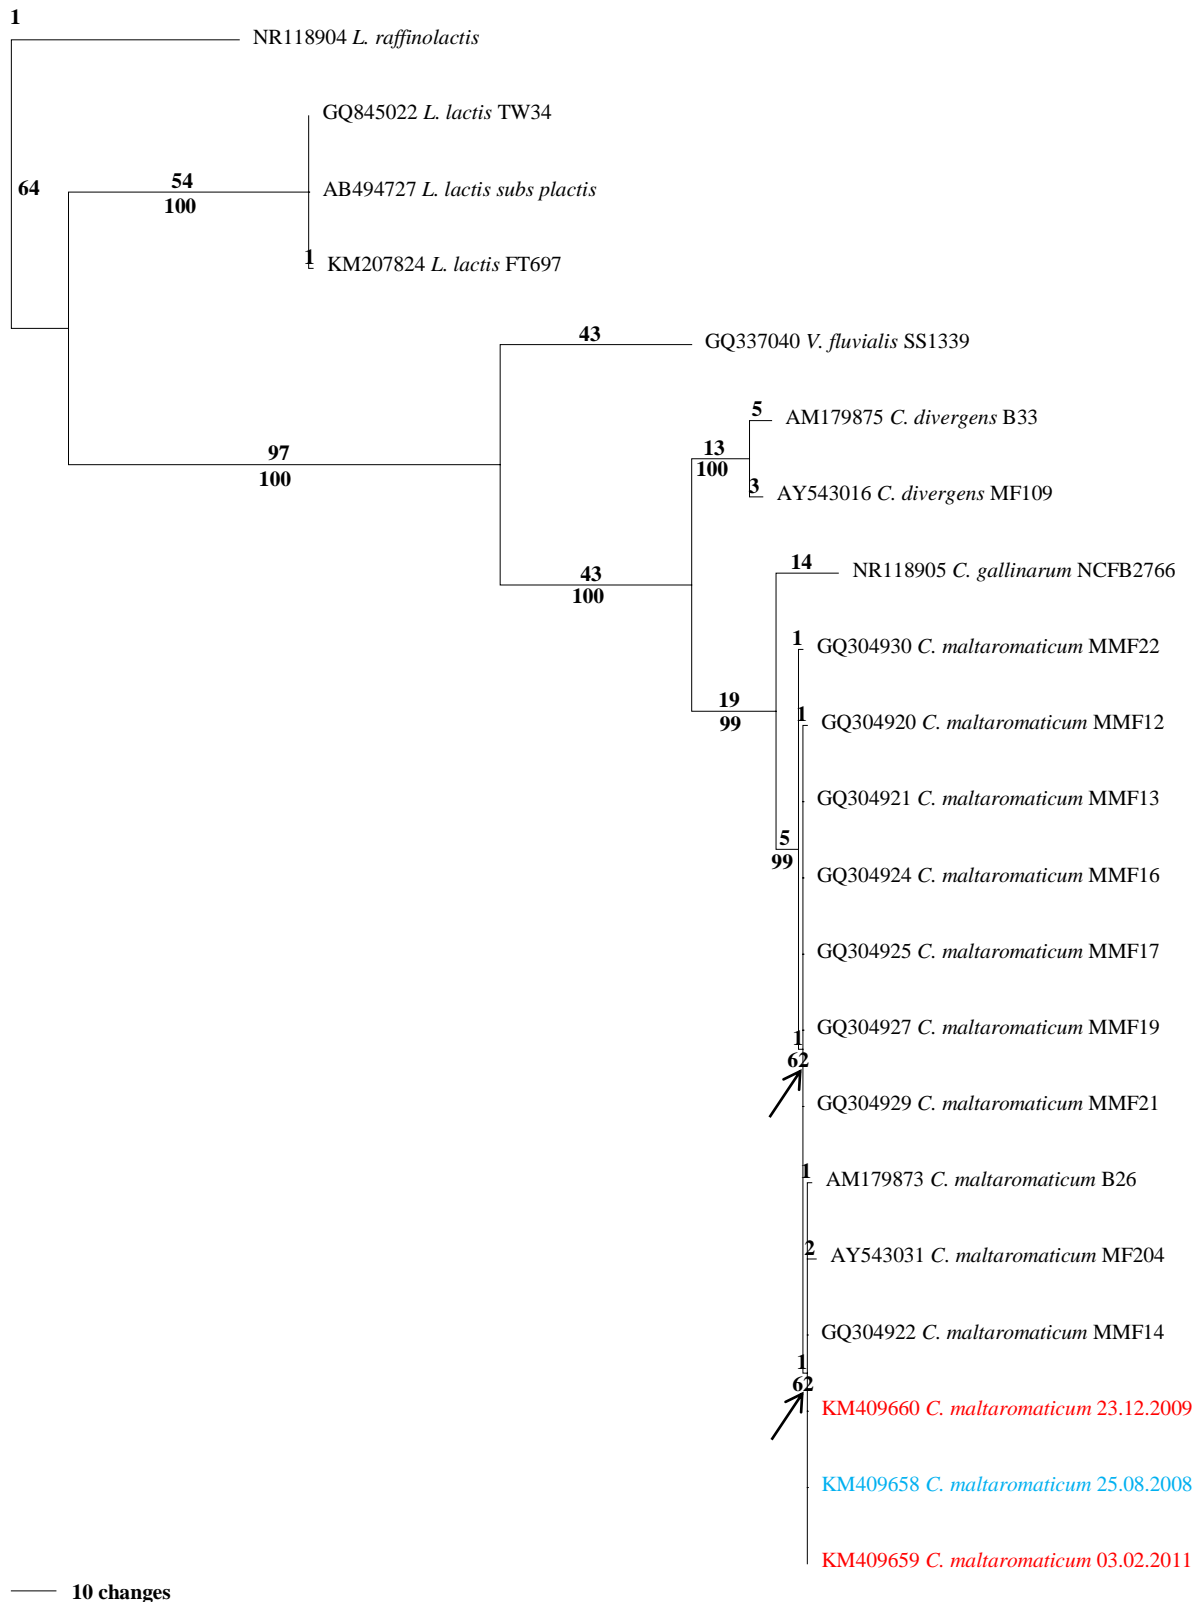 1
NR118904 L. raffinolactis
GQ845022 L. lactis TW34
64
54
100
AB494727 L. lactis subs plactis
1
KM207824 L. lactis FT697
43
GQ337040 V. fluvialis SS1339
5
AM179875 C. divergens B33
97
100
13
100
3
AY543016 C. divergens MF109
14
NR118905 C. gallinarum NCFB2766
43
100
1
GQ304930 C. maltaromaticum MMF22
19
99
1
GQ304920 C. maltaromaticum MMF12
GQ304921 C. maltaromaticum MMF13
5
99
GQ304924 C. maltaromaticum MMF16
GQ304925 C. maltaromaticum MMF17
GQ304927 C. maltaromaticum MMF19
1
62
GQ304929 C. maltaromaticum MMF21
1
AM179873 C. maltaromaticum B26
2
AY543031 C. maltaromaticum MF204
GQ304922 C. maltaromaticum MMF14
1
62
KM409660 C. maltaromaticum 23.12.2009
KM409658 C. maltaromaticum 25.08.2008
KM409659 C. maltaromaticum 03.02.2011
10 changes